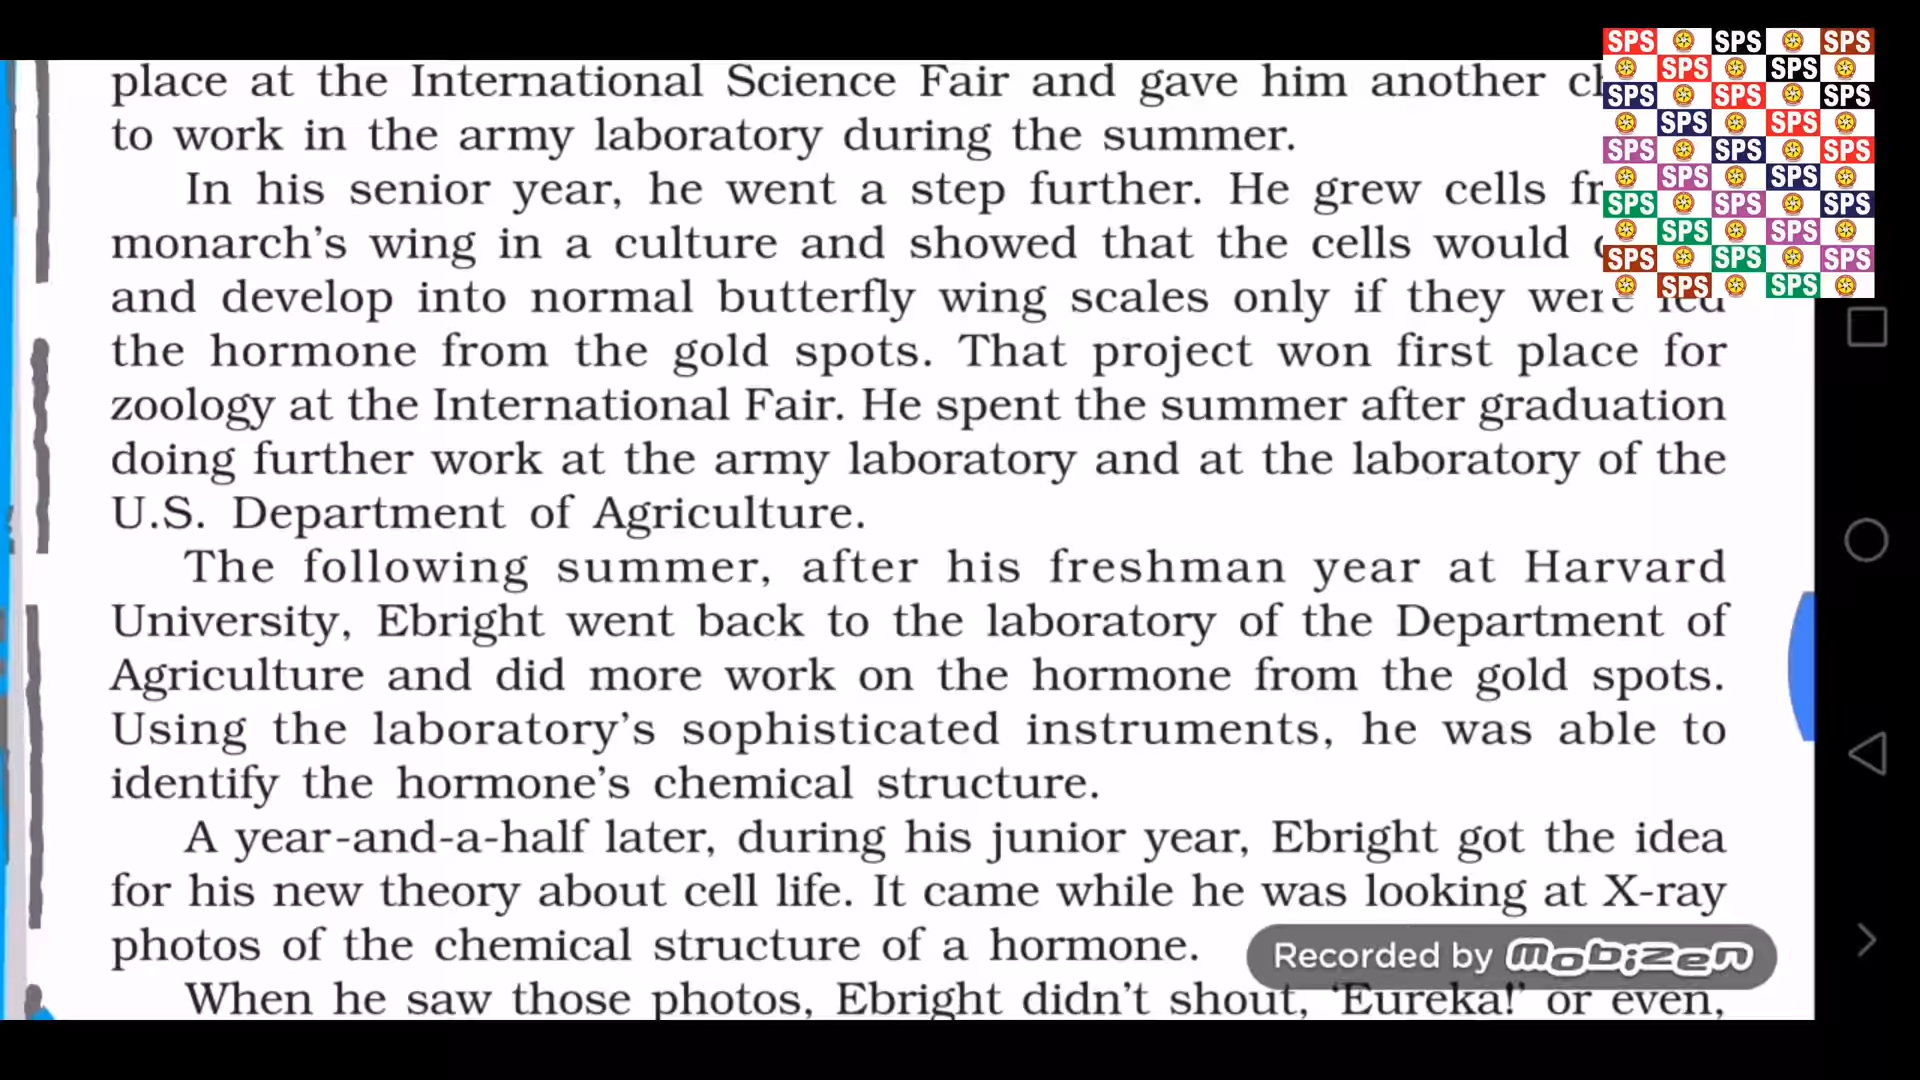 place at the International Science Fair and gave him another
to work in the army laboratory during the summer.
In his senior year, he went a step further. He grew cells
monarch's wing in a culture and showed that the cells would
and develop into normal butterfly wing scales only if they were fed
the hormone from the gold spots. That project won first place for
zoology at the International Fair. He spent the summer after graduation
doing further work at the army laboratory and at the laboratory of the
U.S. Department of Agriculture.
The following summer, after his freshman year at Harvard
University, Ebright went back to the laboratory of the Department of
Agriculture and did more work on the hormone from the gold spots.
Using the laboratory's sophisticated instruments, he was able to
identify the hormone's chemical structure.
A year-and-a-half later, during his junior year, Ebright got the idea
for his new theory about cell life. It came while he was looking at X-ray
photos of the chemical structure of a hormone.
When he saw those photos, Ebright didn't shout, 'Eureka!' or even,
SPS SPS SPS
SPS SPS
SPS SPS SPS
SPS SPS
SPS SPS SPS
SPS SPS
SPS SPS SPS
SPS SPS
SPS SPS SPS
SPS SPS
Recorded by mobizen